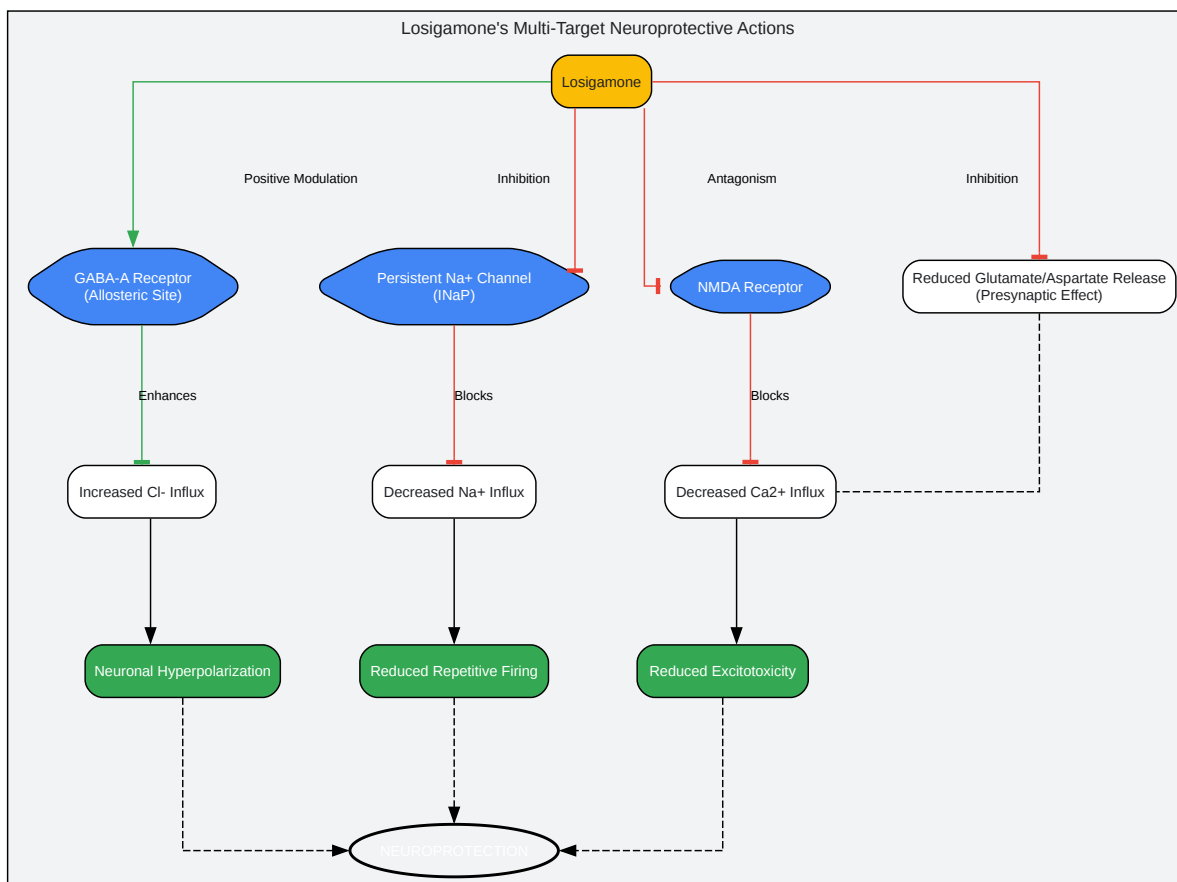 Losigamone's Multi-Target Neuroprotective Actions
Losigamone
Positive Modulation
Inhibition
Antagonism
Inhibition
GABA-A Receptor
(Allosteric Site)
Persistent Na+ Channel
(INaP)
NMDA Receptor
Reduced Glutamate/Aspartate Release
(Presynaptic Effect)
Enhances
Blocks
Blocks
Increased Cl- Influx
Decreased Na+ Influx
Decreased Ca2+ Influx
Neuronal Hyperpolarization
Reduced Repetitive Firing
Reduced Excitotoxicity
NEUROPROTECTION